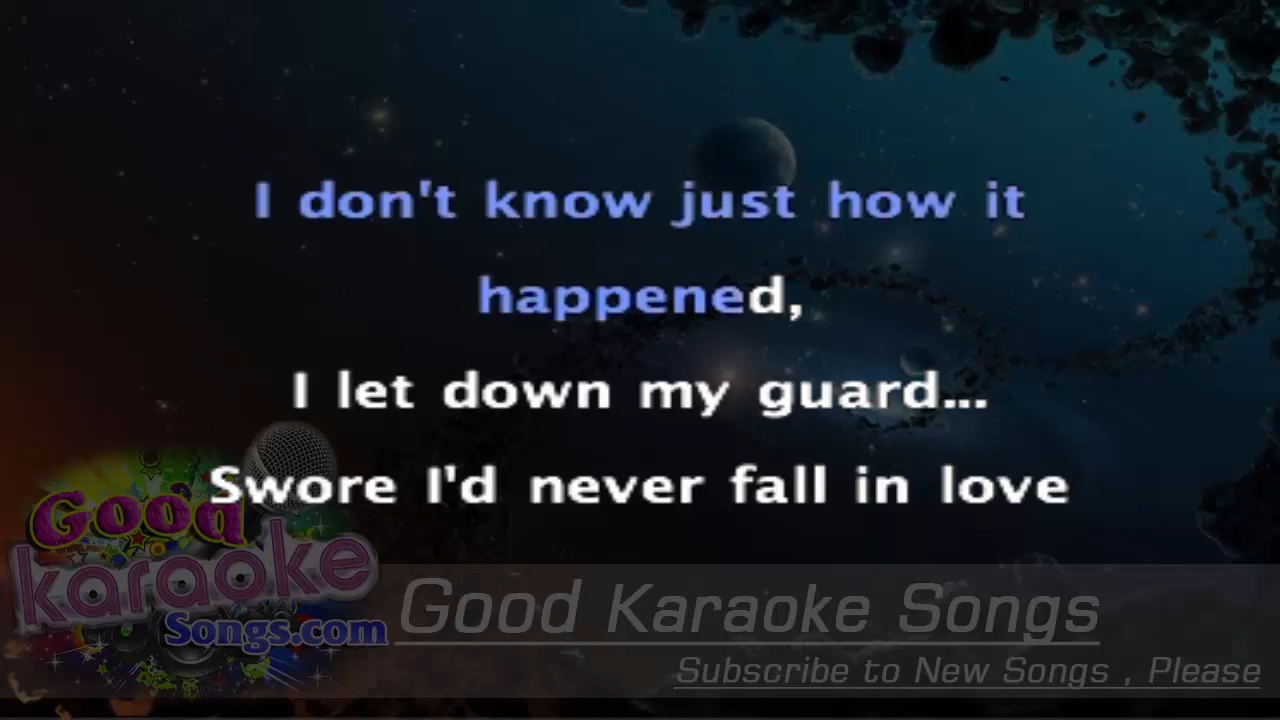 I don't know just how it
happened,
I let down my guard...
Swore I'd never fall in love
Good
karaoke
Songs.com
Good Karaoke Songs
Subscribe to New Songs , Please